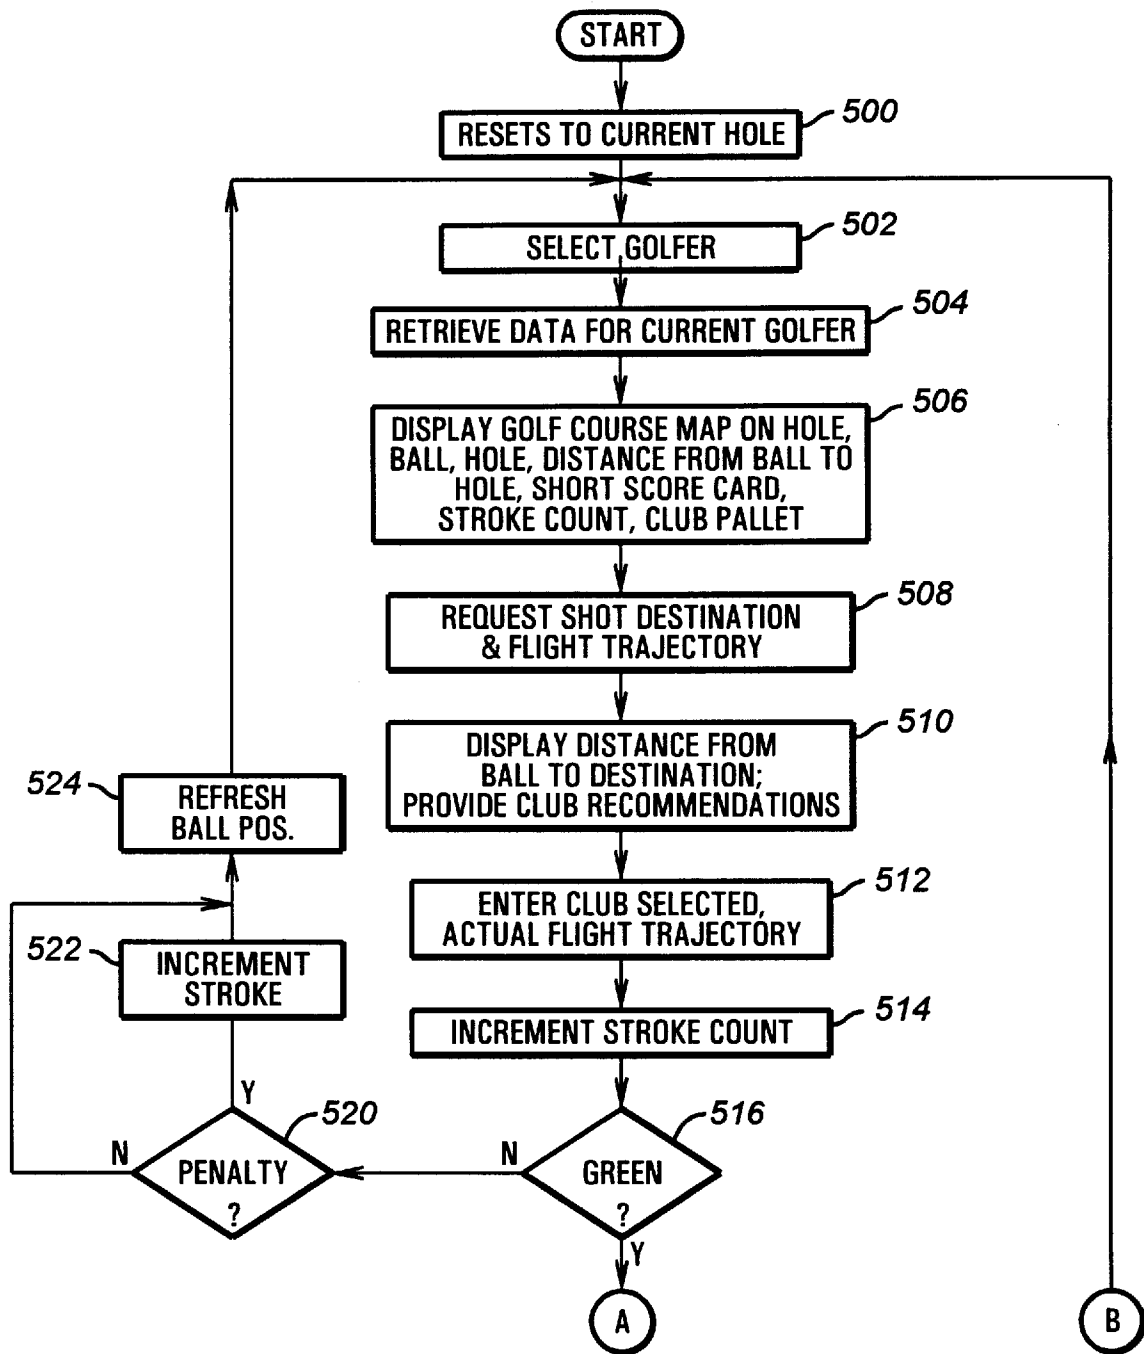 START
RESETS TO CURRENT HOLE
500
SELECT GOLFER
502
RETRIEVE DATA FOR CURRENT GOLFER
504
DISPLAY GOLF COURSE MAP ON HOLE,
BALL, HOLE, DISTANCE FROM BALL TO
HOLE, SHORT SCORE CARD,
STROKE COUNT, CLUB PALLET
506
REQUEST SHOT DESTINATION
& FLIGHT TRAJECTORY
508
DISPLAY DISTANCE FROM
BALL TO DESTINATION;
PROVIDE CLUB RECOMMENDATIONS
510
ENTER CLUB SELECTED,
ACTUAL FLIGHT TRAJECTORY
512
INCREMENT STROKE COUNT
514
GREEN
?
516
N
Y
PENALTY
?
520
N
Y
INCREMENT
STROKE
522
REFRESH
BALL POS.
524
A
B